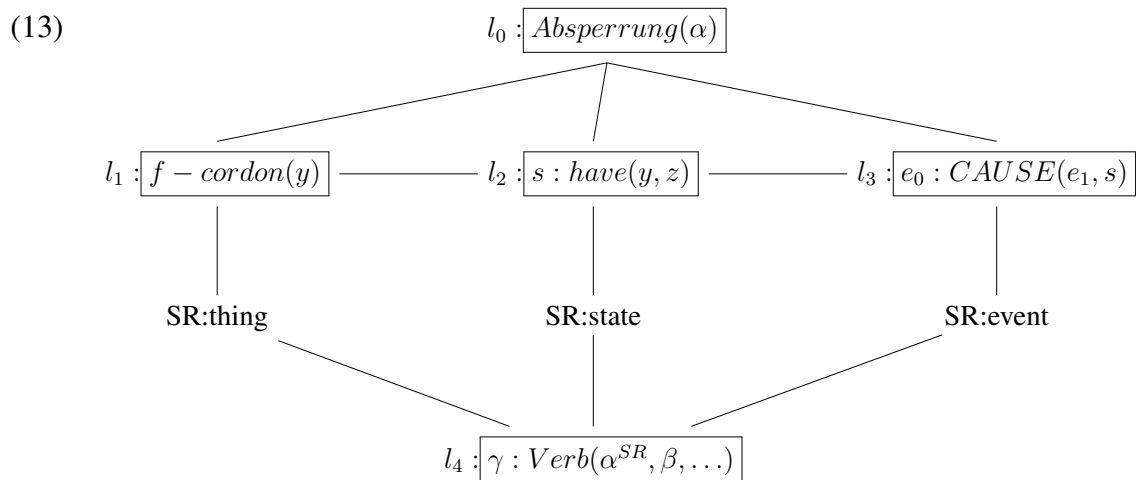 (13)
l₀ : Absperrung(α)
l₁ : f − cordon(y) l₂ : s : have(y, z) l₃ : e₀ : CAUSE(e₁, s)
SR:thing SR:state SR:event
l₄ : γ : Verb(α^SR, β, …)